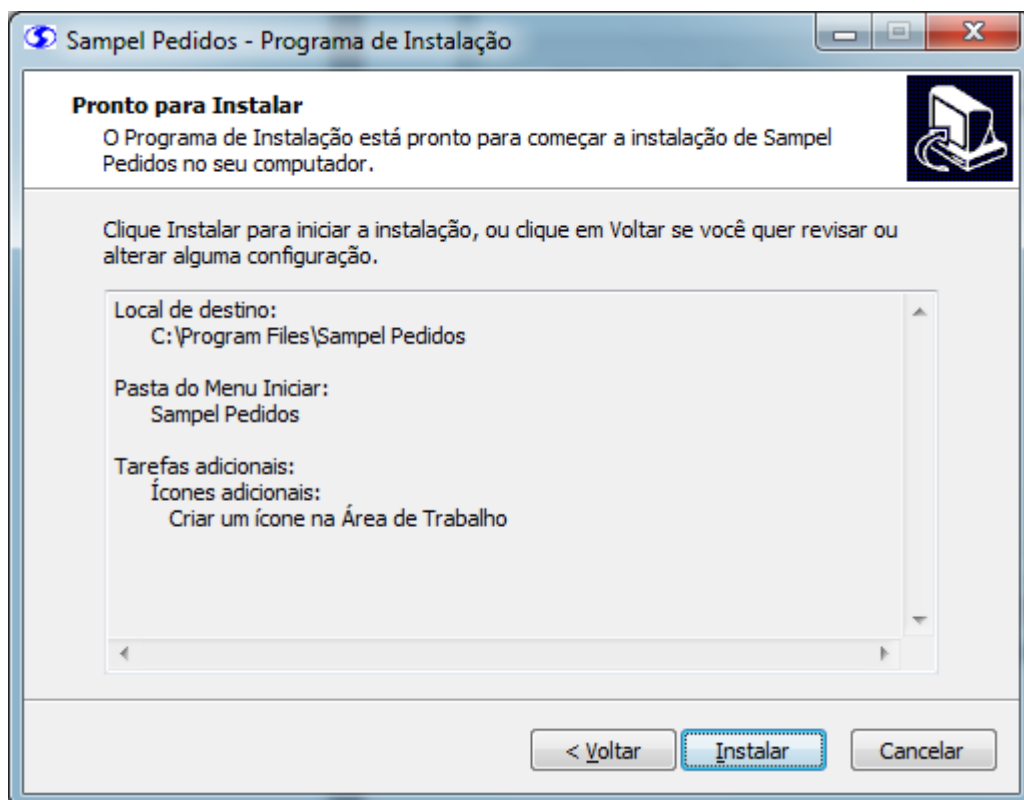 Sampel Pedidos - Programa de Instalação
Pronto para Instalar
O Programa de Instalação está pronto para começar a instalação de Sampel
Pedidos no seu computador.
Clique Instalar para iniciar a instalação, ou clique em Voltar se você quer revisar ou
alterar alguma configuração.
Local de destino:
C:\Program Files\Sampel Pedidos
Pasta do Menu Iniciar:
Sampel Pedidos
Tarefas adicionais:
Ícones adicionais:
Criar um ícone na Área de Trabalho
< Voltar
Instalar
Cancelar